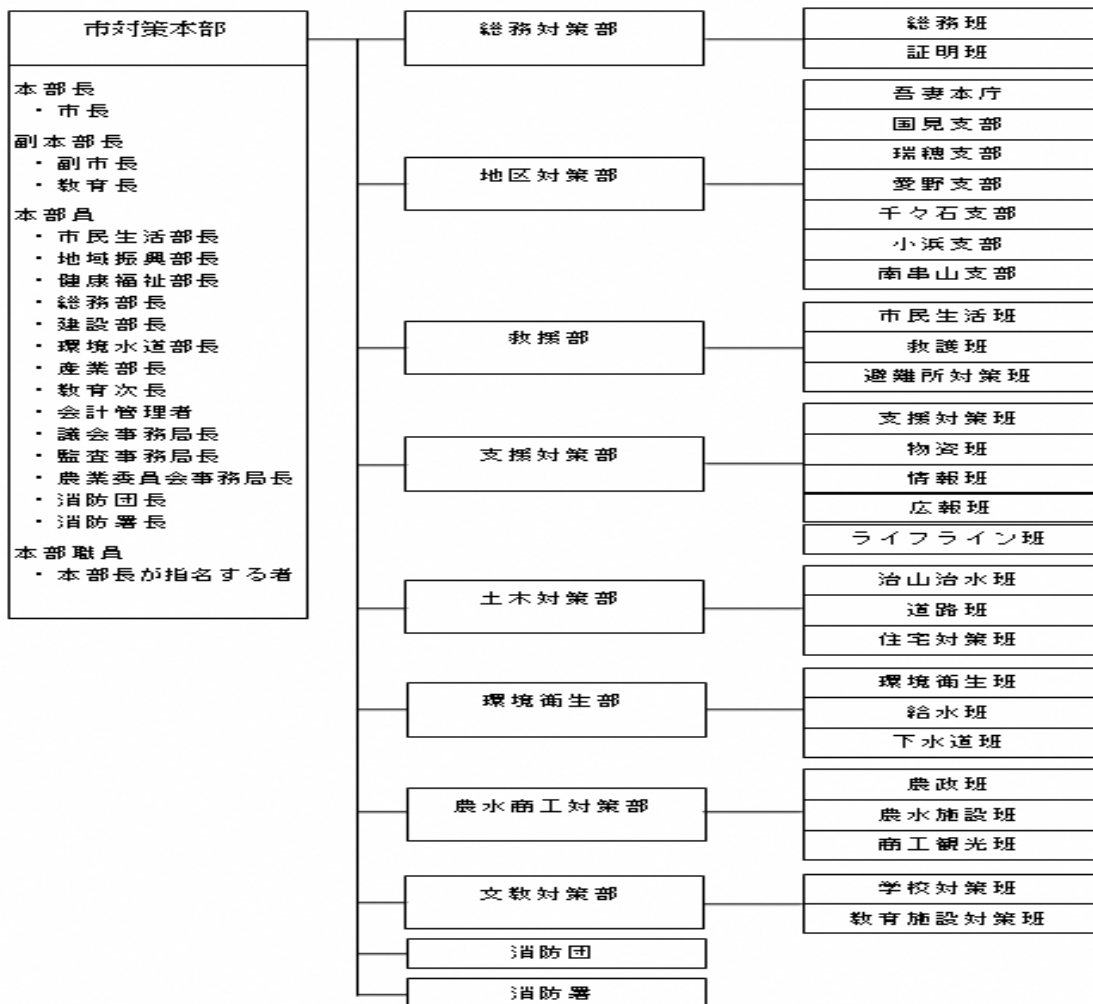 市対策本部
本部長
・市長
副本部長
・副市長
・教育長
本部員
・市民生活部長
・地域振興部長
・健康福祉部長
・総務部長
・建設部長
・環境水道部長
・産業部長
・教育次長
・会計管理者
・議会事務局長
・監査事務局長
・農業委員会事務局長
・消防団長
・消防署長
本部職員
・本部長が指名する者
総務対策部
総務班
証明班
地区対策部
吾妻本庁
国見支部
瑞穂支部
愛野支部
千々石支部
小浜支部
南串山支部
救援部
市民生活班
救護班
避難所対策班
支援対策部
支援対策班
物資班
情報班
広報班
ライフライン班
土木対策部
治山治水班
道路班
住宅対策班
環境衛生部
環境衛生班
給水班
下水道班
農水商工対策部
農政班
農水施設班
商工観光班
文教対策部
学校対策班
教育施設対策班
消防団
消防署